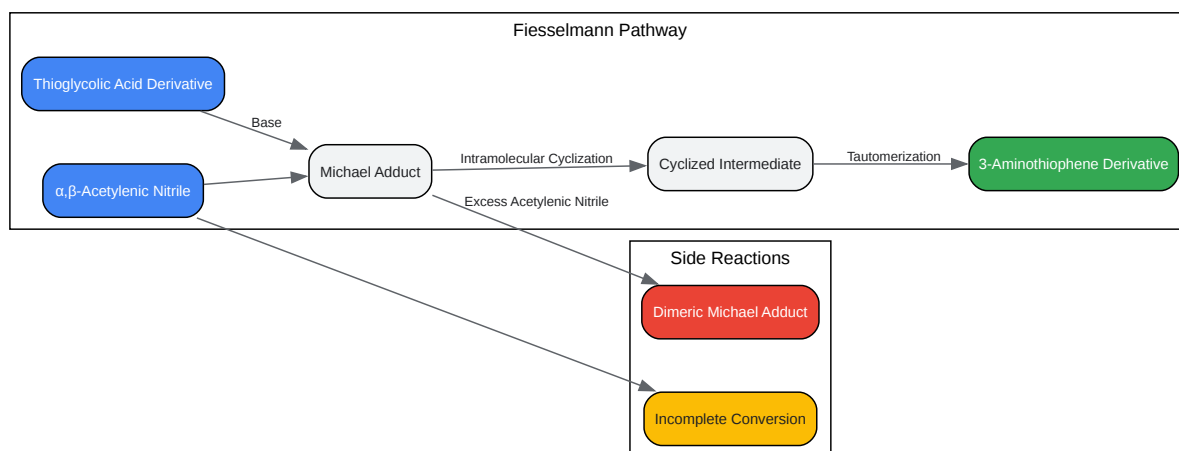 Fiesselmann Pathway
Thioglycolic Acid Derivative
Base
α,β-Acetylenic Nitrile
Michael Adduct
Intramolecular Cyclization
Cyclized Intermediate
Tautomerization
3-Aminothiophene Derivative
Excess Acetylenic Nitrile
Side Reactions
Dimeric Michael Adduct
Incomplete Conversion